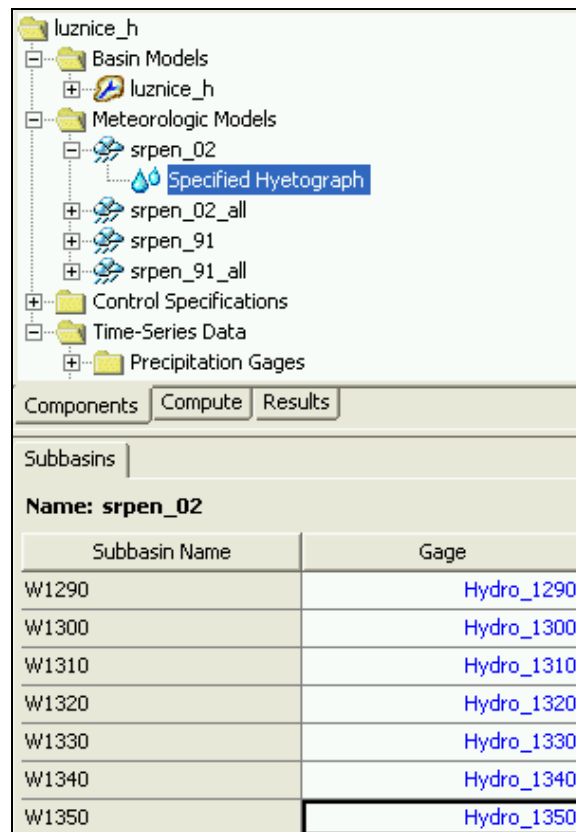 luznice_h
Basin Models
luznice_h
Meteorologic Models
srpen_02
Specified Hyetograph
srpen_02_all
srpen_91
srpen_91_all
Control Specifications
Time-Series Data
Precipitation Gages
Components Compute Results
Subbasins
Name: srpen_02
Subbasin Name Gage
W1290 Hydro_1290
W1300 Hydro_1300
W1310 Hydro_1310
W1320 Hydro_1320
W1330 Hydro_1330
W1340 Hydro_1340
W1350 Hydro_1350